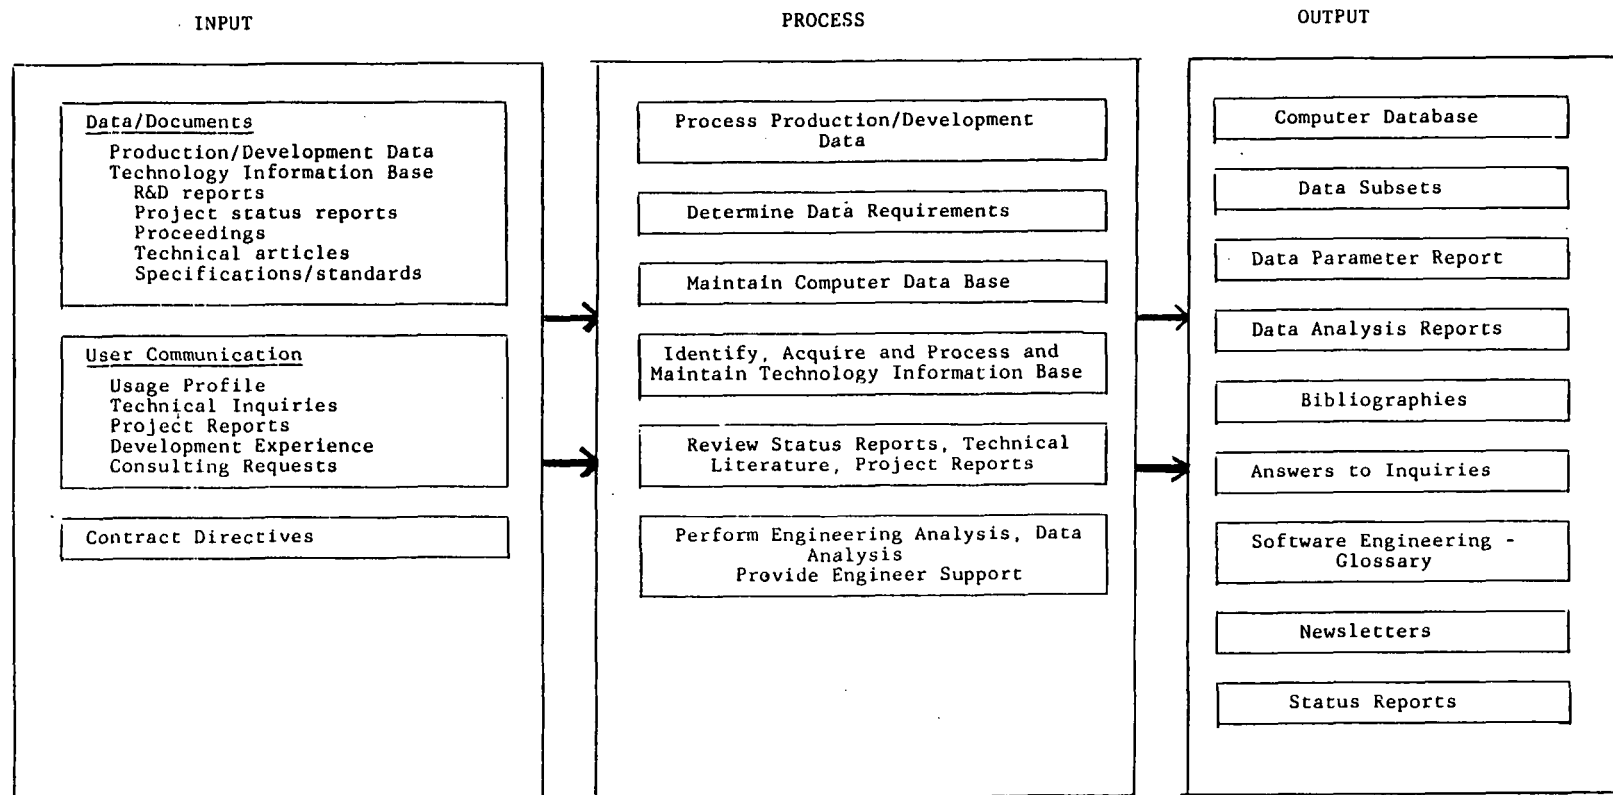 INPUT
Data/Documents
Production/Development Data
Technology Information Base
R&D reports
Project status reports
Proceedings
Technical articles
Specifications/standards
User Communication
Usage Profile
Technical Inquiries
Project Reports
Development Experience
Consulting Requests
Contract Directives
PROCESS
Process Production/Development
Data
Determine Data Requirements
Maintain Computer Data Base
Identify, Acquire and Process and
Maintain Technology Information Base
Review Status Reports, Technical
Literature, Project Reports
Perform Engineering Analysis, Data
Analysis
Provide Engineer Support
OUTPUT
Computer Database
Data Subsets
Data Parameter Report
Data Analysis Reports
Bibliographies
Answers to Inquiries
Software Engineering -
Glossary
Newsletters
Status Reports